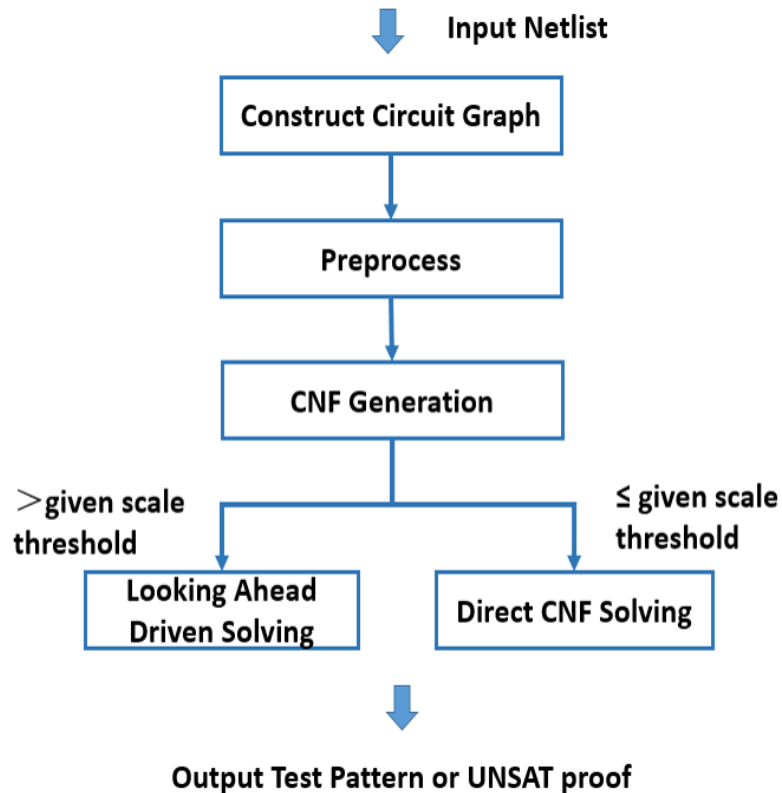 Input Netlist
Construct Circuit Graph
Preprocess
CNF Generation
>given scale
threshold
≤ given scale
threshold
Looking Ahead
Driven Solving
Direct CNF Solving
Output Test Pattern or UNSAT proof